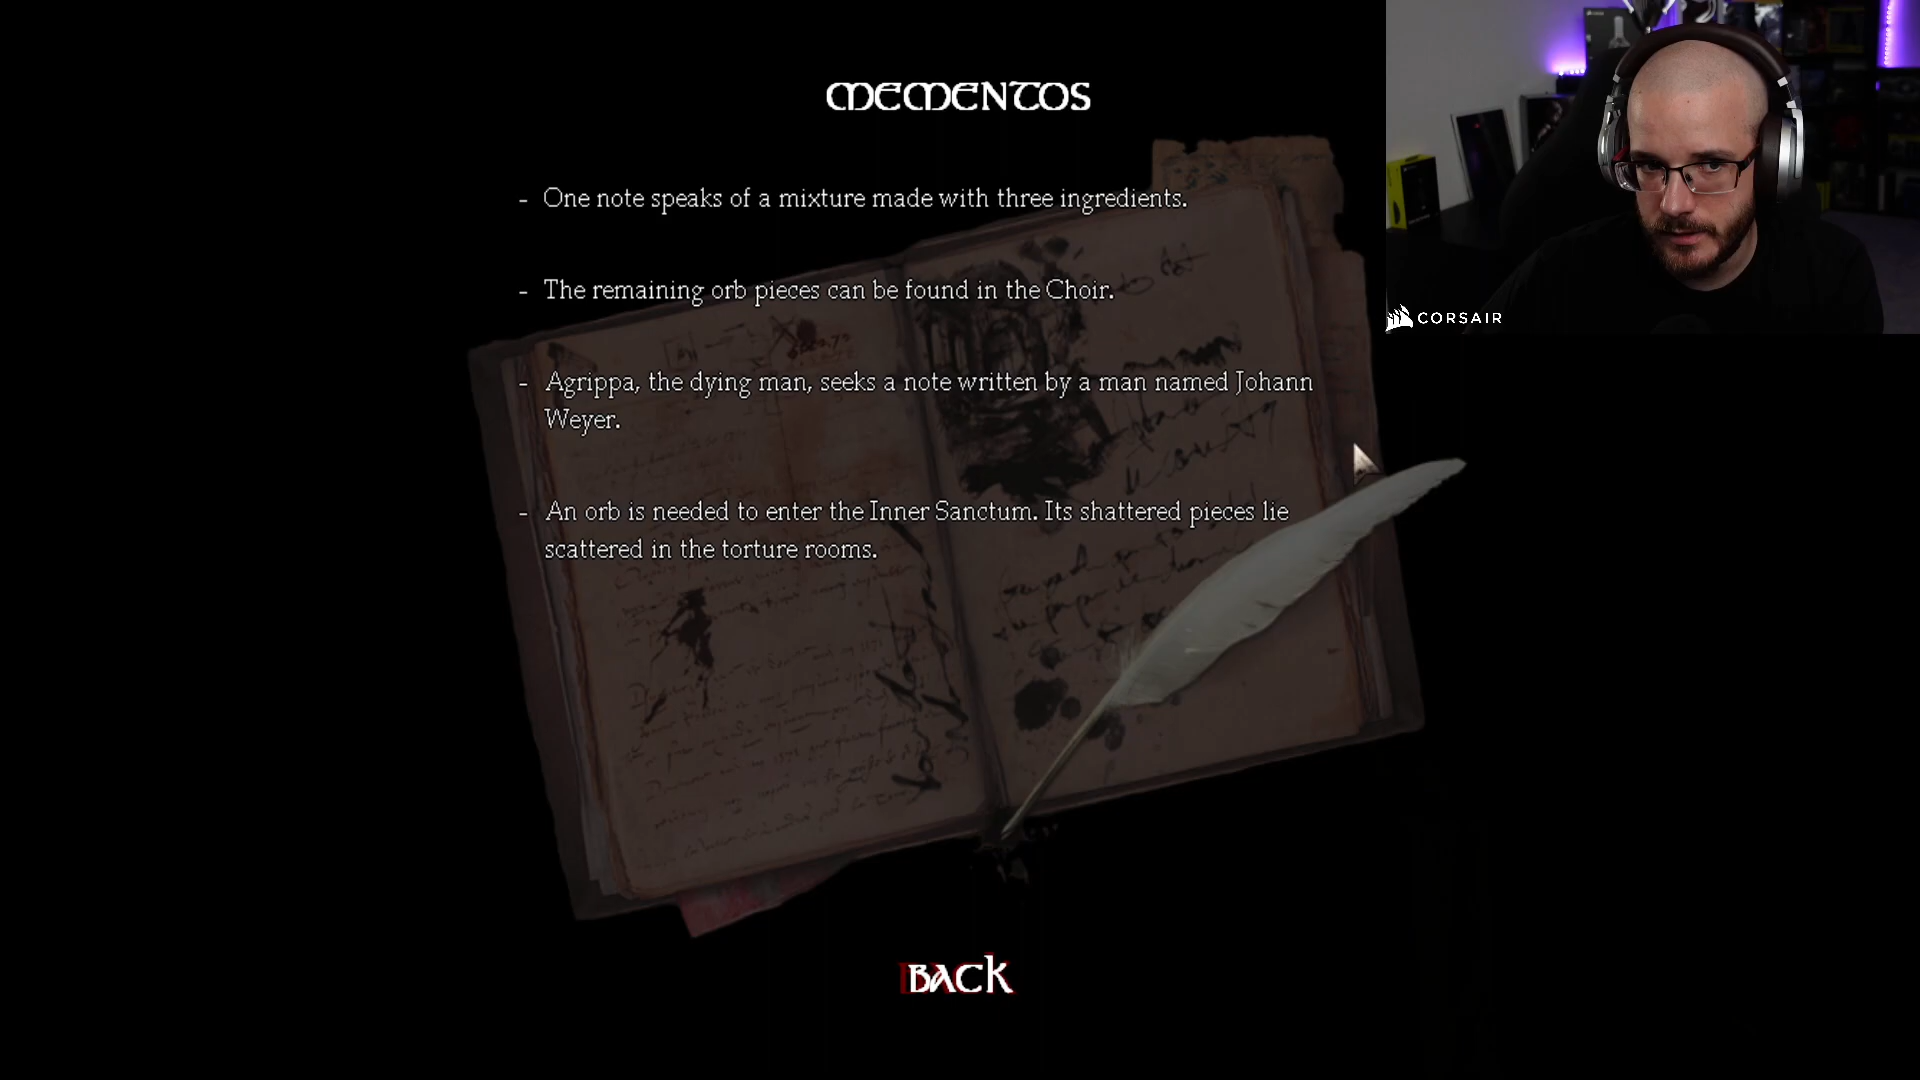 MEMENTOS
- One note speaks of a mixture made with three ingredients.
- The remaining orb pieces can be found in the Choir.
- Agrippa, the dying man, seeks a note written by a man named Johann
Weyer.
- An orb is needed to enter the Inner Sanctum. Its shattered pieces lie
scattered in the torture rooms.
BACK
CORSAIR